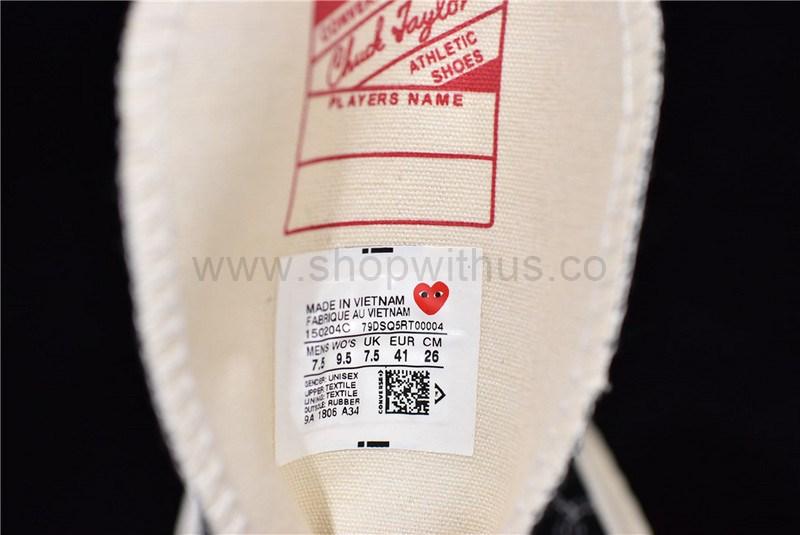 CONVERSE
Chuck Taylor
ATHLETIC
SHOES
PLAYERS NAME
www.shopwithus.co
MADE IN VIETNAM
FABRIQUE AU VIETNAM
150204C 79DSQ5RT00004
MENS WO'S UK EUR CM
7.5 9.5 7.5 41 26
GENDER: UNISEX
UPPER: TEXTILE
LINING: TEXTILE
OUTSOLE: RUBBER
9A 1806 A34
CONVERSE